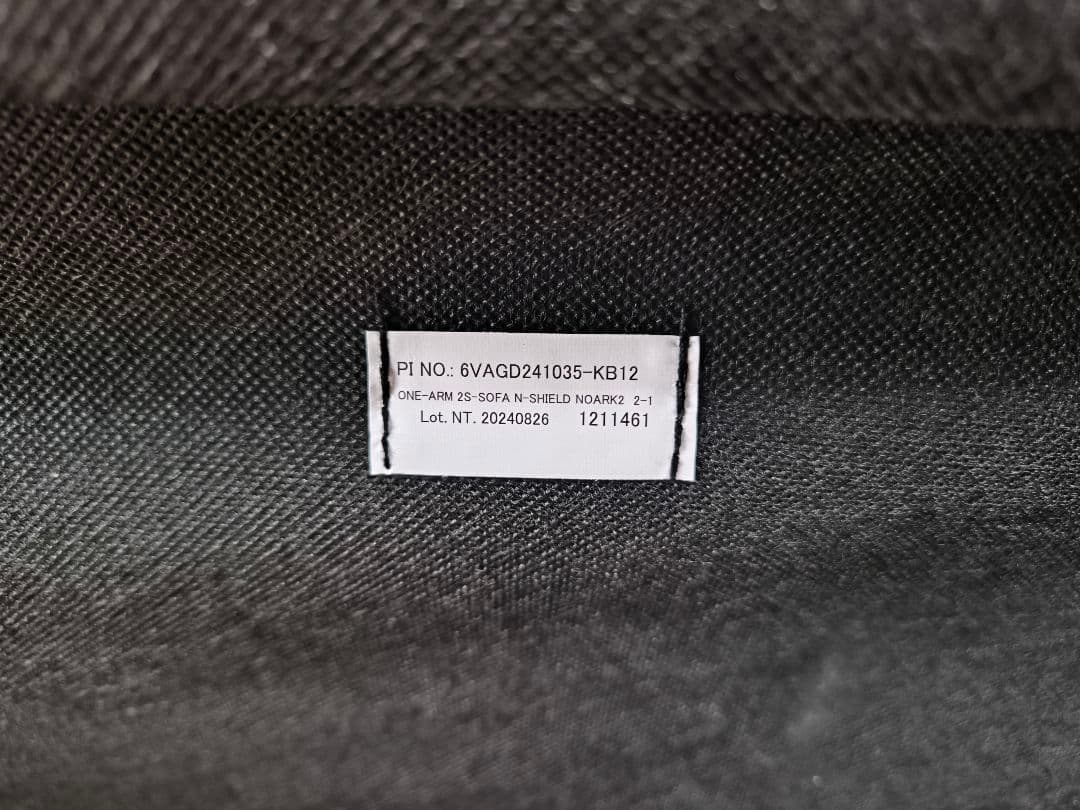 PI NO.: 6VAGD241035-KB12
ONE-ARM 2S-SOFA N-SHIELD NOARK2 2-1
Lot. NT. 20240826 1211461